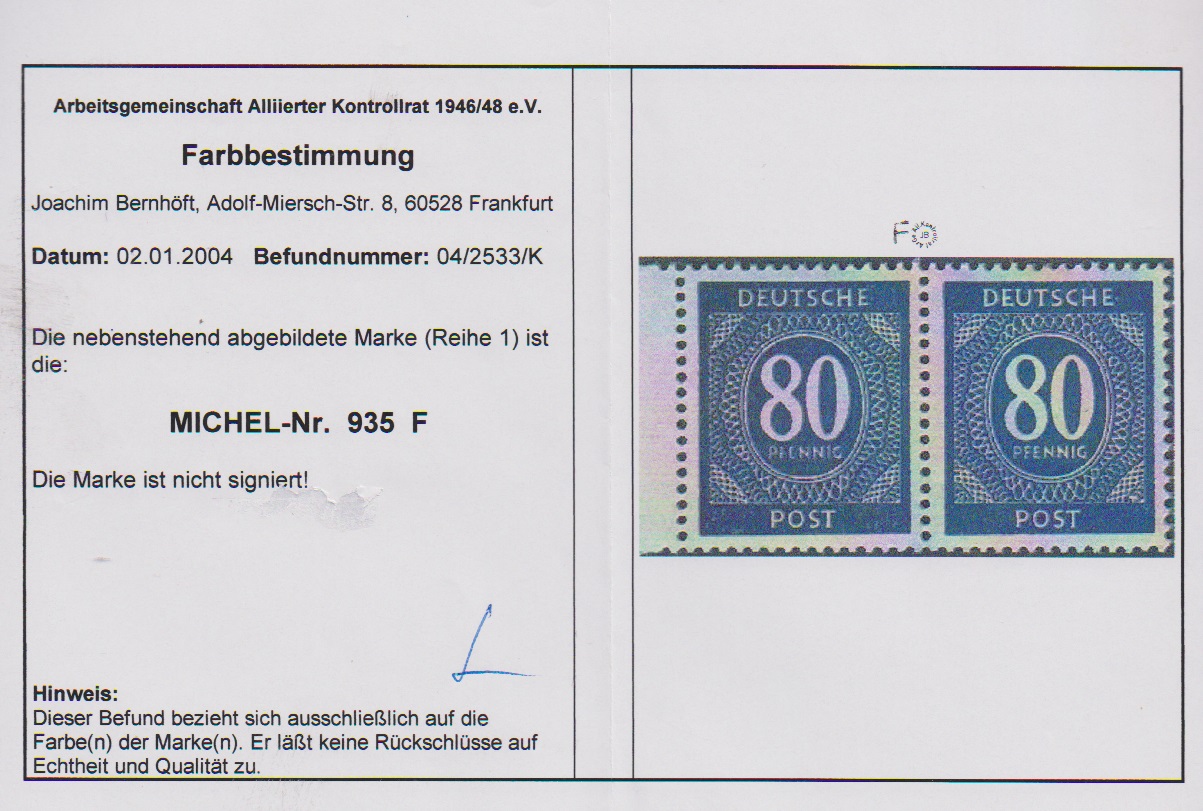 Arbeitsgemeinschaft Alliierter Kontrollrat 1946/48 e.V.
Farbbestimmung
Joachim Bernhöft, Adolf-Miersch-Str. 8, 60528 Frankfurt
Datum: 02.01.2004 Befundnummer: 04/2533/K
Die nebenstehend abgebildete Marke (Reihe 1) ist
die:
MICHEL-Nr. 935 F
Die Marke ist nicht signiert!
Hinweis:
Dieser Befund bezieht sich ausschließlich auf die
Farbe(n) der Marke(n). Er läßt keine Rückschlüsse auf
Echtheit und Qualität zu.
F
JB
DEUTSCHE
80
PFENNIG
POST
DEUTSCHE
80
PFENNIG
POST